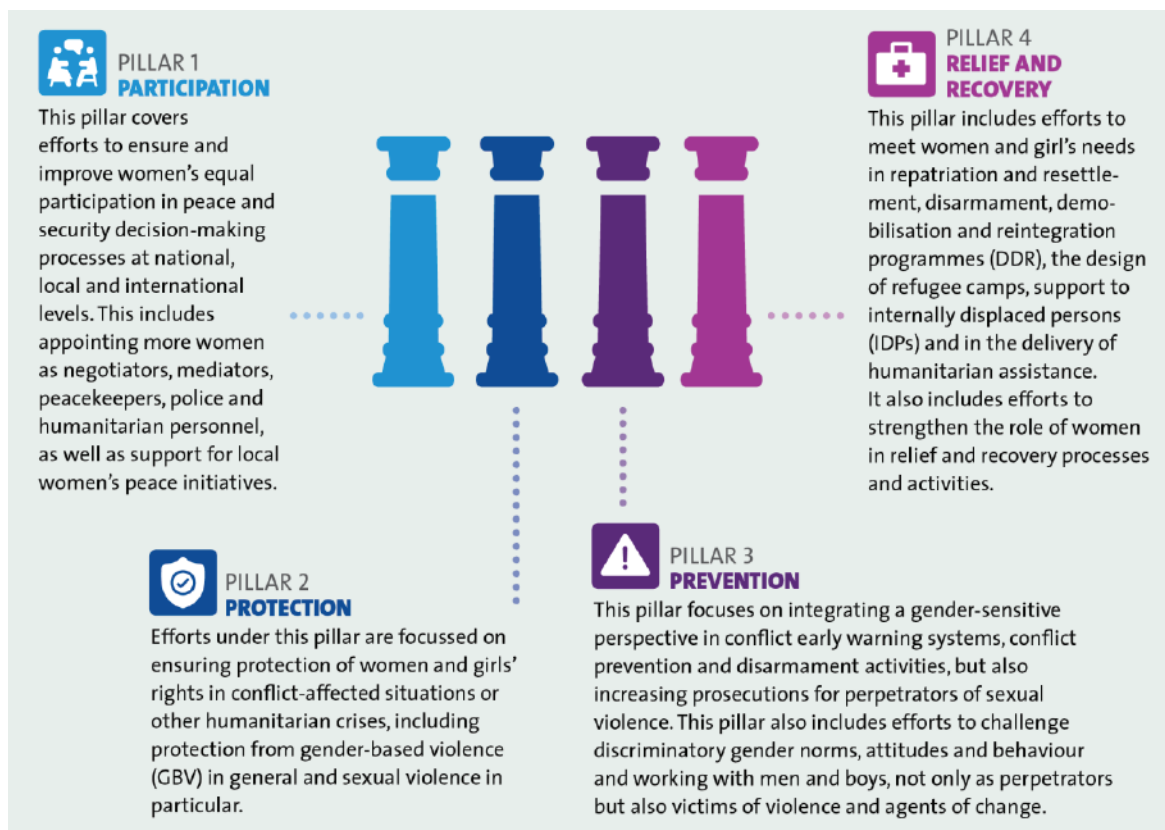 PILLAR 1
PARTICIPATION
This pillar covers
efforts to ensure and
improve women's equal
participation in peace and
security decision-making
processes at national,
local and international
levels. This includes
appointing more women
as negotiators, mediators,
peacekeepers, police and
humanitarian personnel,
as well as support for local
women's peace initiatives.
PILLAR 2
PROTECTION
Efforts under this pillar are focussed on
ensuring protection of women and girls'
rights in conflict-affected situations or
other humanitarian crises, including
protection from gender-based violence
(GBV) in general and sexual violence in
particular.
PILLAR 3
PREVENTION
This pillar focuses on integrating a gender-sensitive
perspective in conflict early warning systems, conflict
prevention and disarmament activities, but also
increasing prosecutions for perpetrators of sexual
violence. This pillar also includes efforts to challenge
discriminatory gender norms, attitudes and behaviour
and working with men and boys, not only as perpetrators
but also victims of violence and agents of change.
PILLAR 4
RELIEF AND
RECOVERY
This pillar includes efforts to
meet women and girl's needs
in repatriation and resettle-
ment, disarmament, demo-
bilisation and reintegration
programmes (DDR), the design
of refugee camps, support to
internally displaced persons
(IDPs) and in the delivery of
humanitarian assistance.
It also includes efforts to
strengthen the role of women
in relief and recovery processes
and activities.